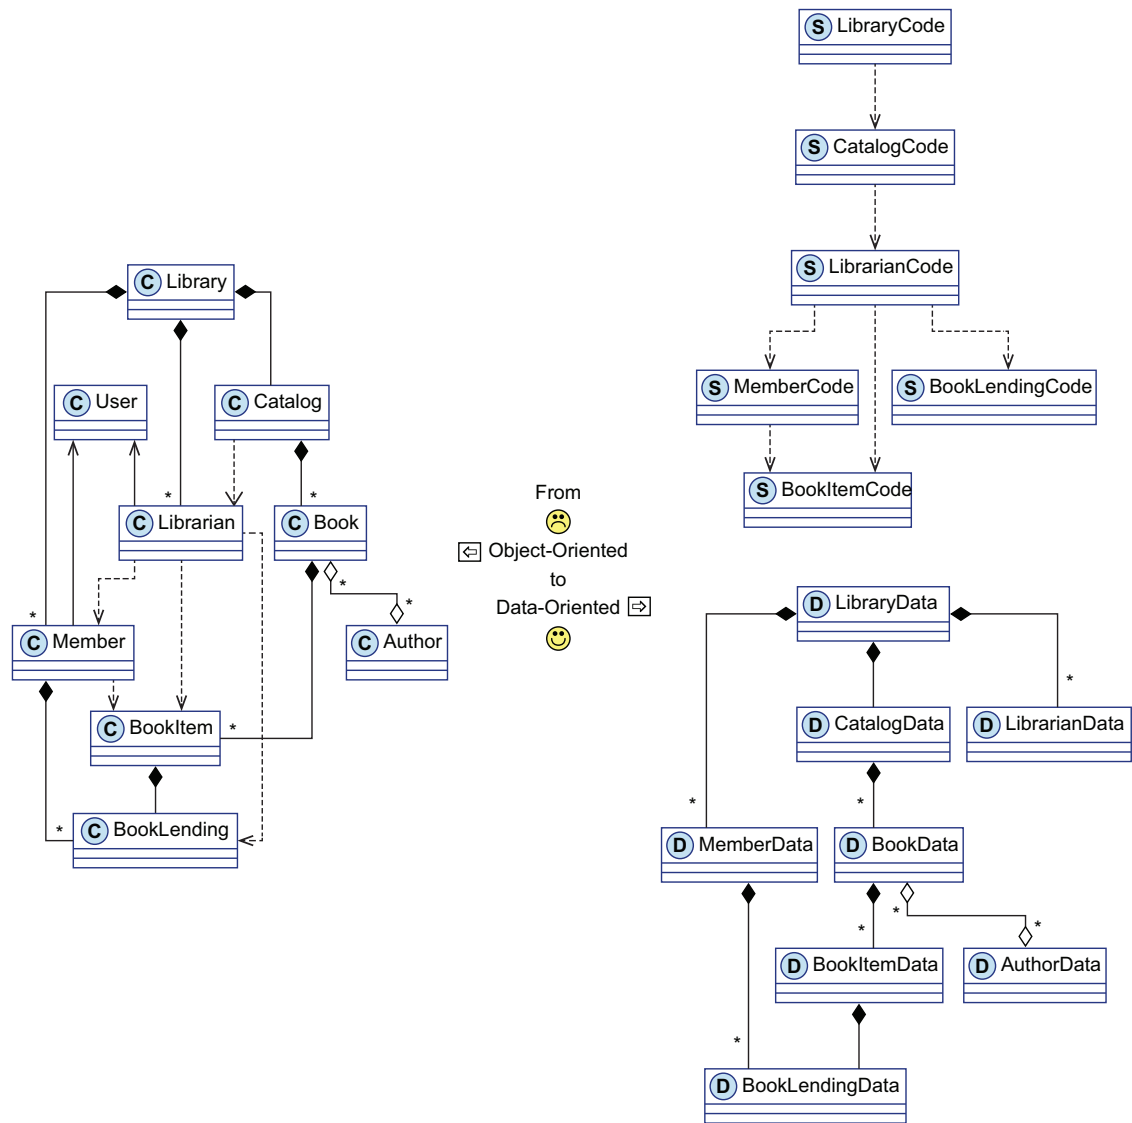 C Library
C User
C Catalog
*
*
C Librarian
C Book
*
*
*
C Member
C Author
C BookItem
*
*
C BookLending
From
Object-Oriented
to
Data-Oriented
S LibraryCode
S CatalogCode
S LibrarianCode
S MemberCode
S BookLendingCode
S BookItemCode
D LibraryData
*
D CatalogData
D LibrarianData
*
*
D MemberData
D BookData
*
*
*
D BookItemData
D AuthorData
*
D BookLendingData